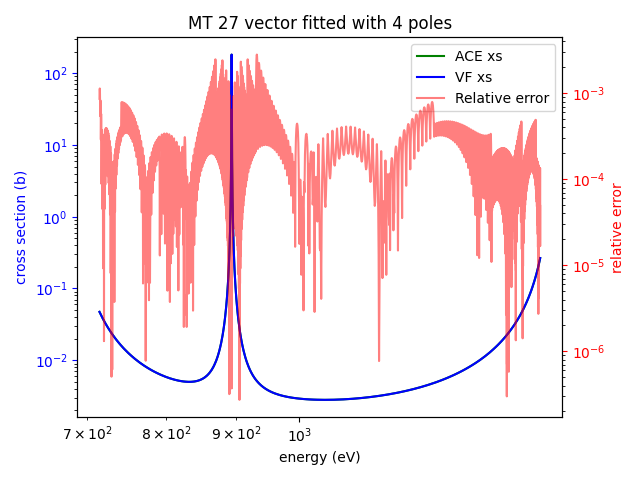 MT 27 vector fitted with 4 poles
ACE xs
VF xs
Relative error
10²
10¹
10⁰
10⁻¹
10⁻²
cross section (b)
10⁻³
10⁻⁴
10⁻⁵
10⁻⁶
relative error
7 × 10² 8 × 10² 9 × 10² 10³
energy (eV)